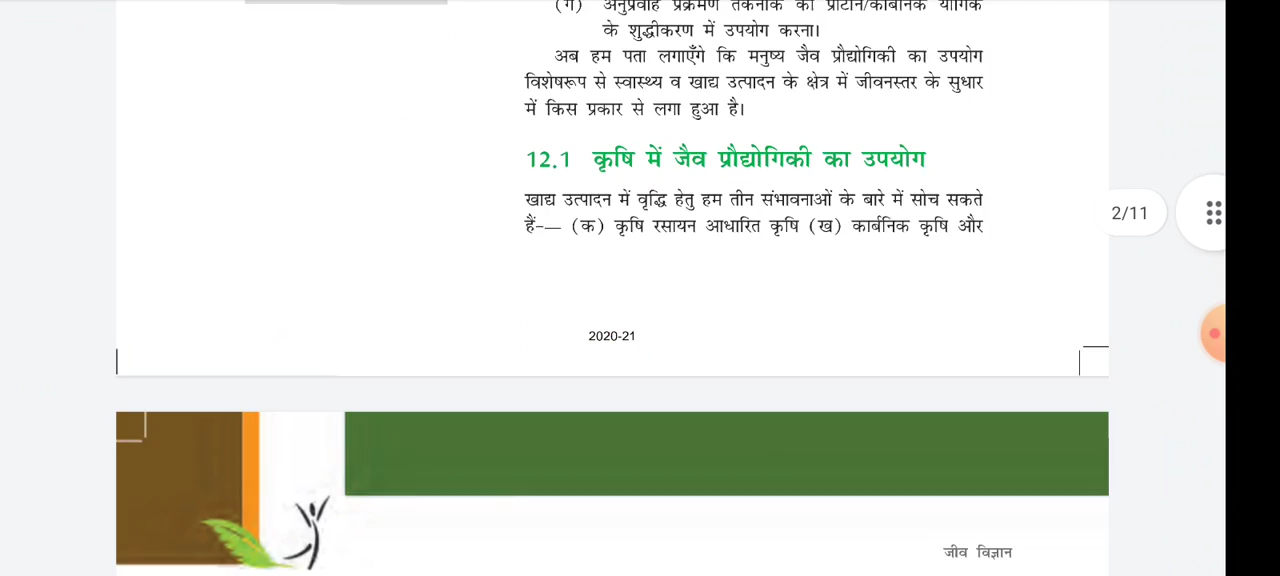 (ग) अनुप्रवाह प्रक्रमण तकनीक का प्रोटीन/कार्बनिक यौगिक
के शुद्धीकरण में उपयोग करना।
अब हम पता लगाएँगे कि मनुष्य जैव प्रौद्योगिकी का उपयोग
विशेषरूप से स्वास्थ्य व खाद्य उत्पादन के क्षेत्र में जीवनस्तर के सुधार
में किस प्रकार से लगा हुआ है।
12.1 कृषि में जैव प्रौद्योगिकी का उपयोग
खाद्य उत्पादन में वृद्धि हेतु हम तीन संभावनाओं के बारे में सोच सकते
हैं-— (क) कृषि रसायन आधारित कृषि (ख) कार्बनिक कृषि और
2/11
2020-21
जीव विज्ञान